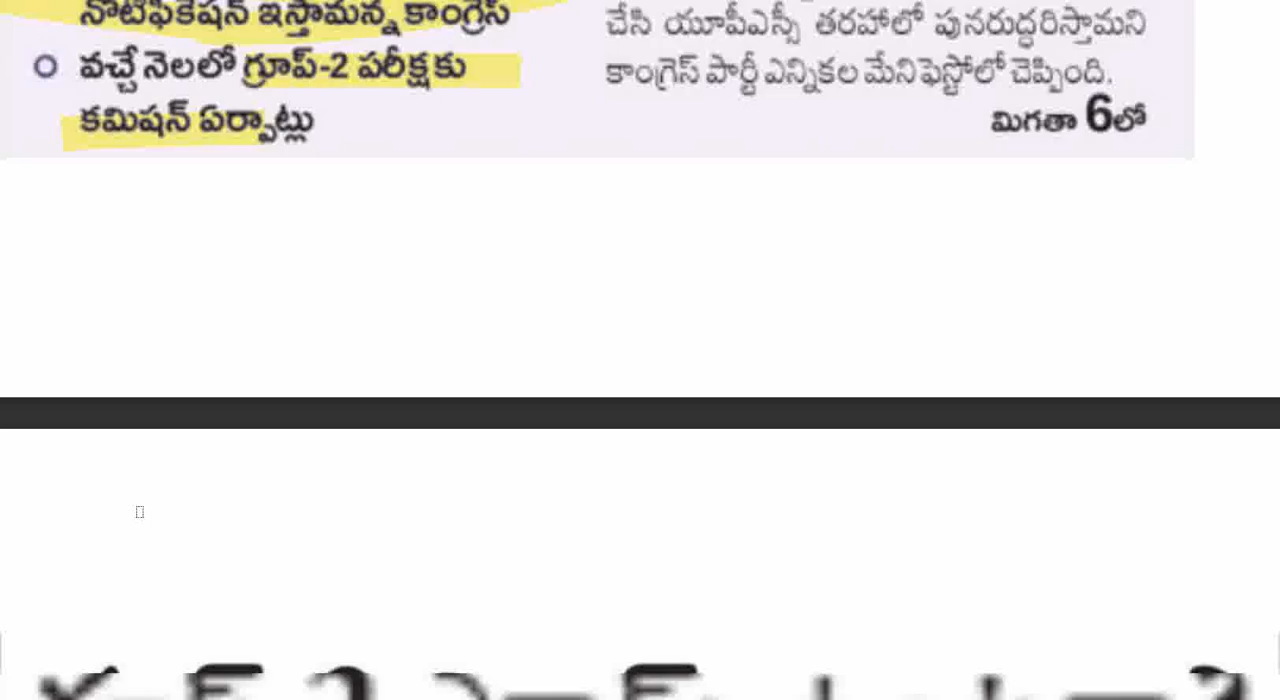 నోటిఫికేషన్ ఇస్తామన్న కాంగ్రెస్
వచ్చే నెలలో గ్రూప్-2 పరీక్షకు
కమిషన్ ఏర్పాట్లు
చేసి యూపీఎస్సీ తరహాలో పునరుద్ధరిస్తామని
కాంగ్రెస్ పార్టీ ఎన్నికల మేనిఫెస్టోలో చెప్పింది.
మిగతా 6లో